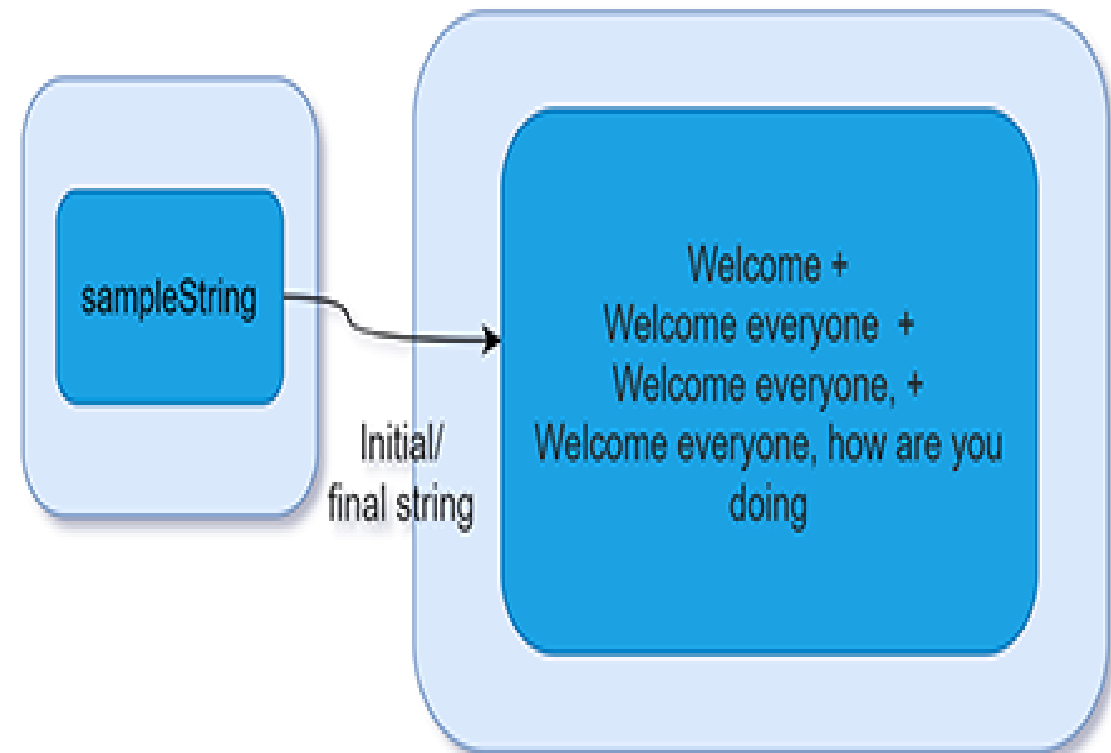 sampleString
Initial/
final string
Welcome +
Welcome everyone +
Welcome everyone, +
Welcome everyone, how are you
doing